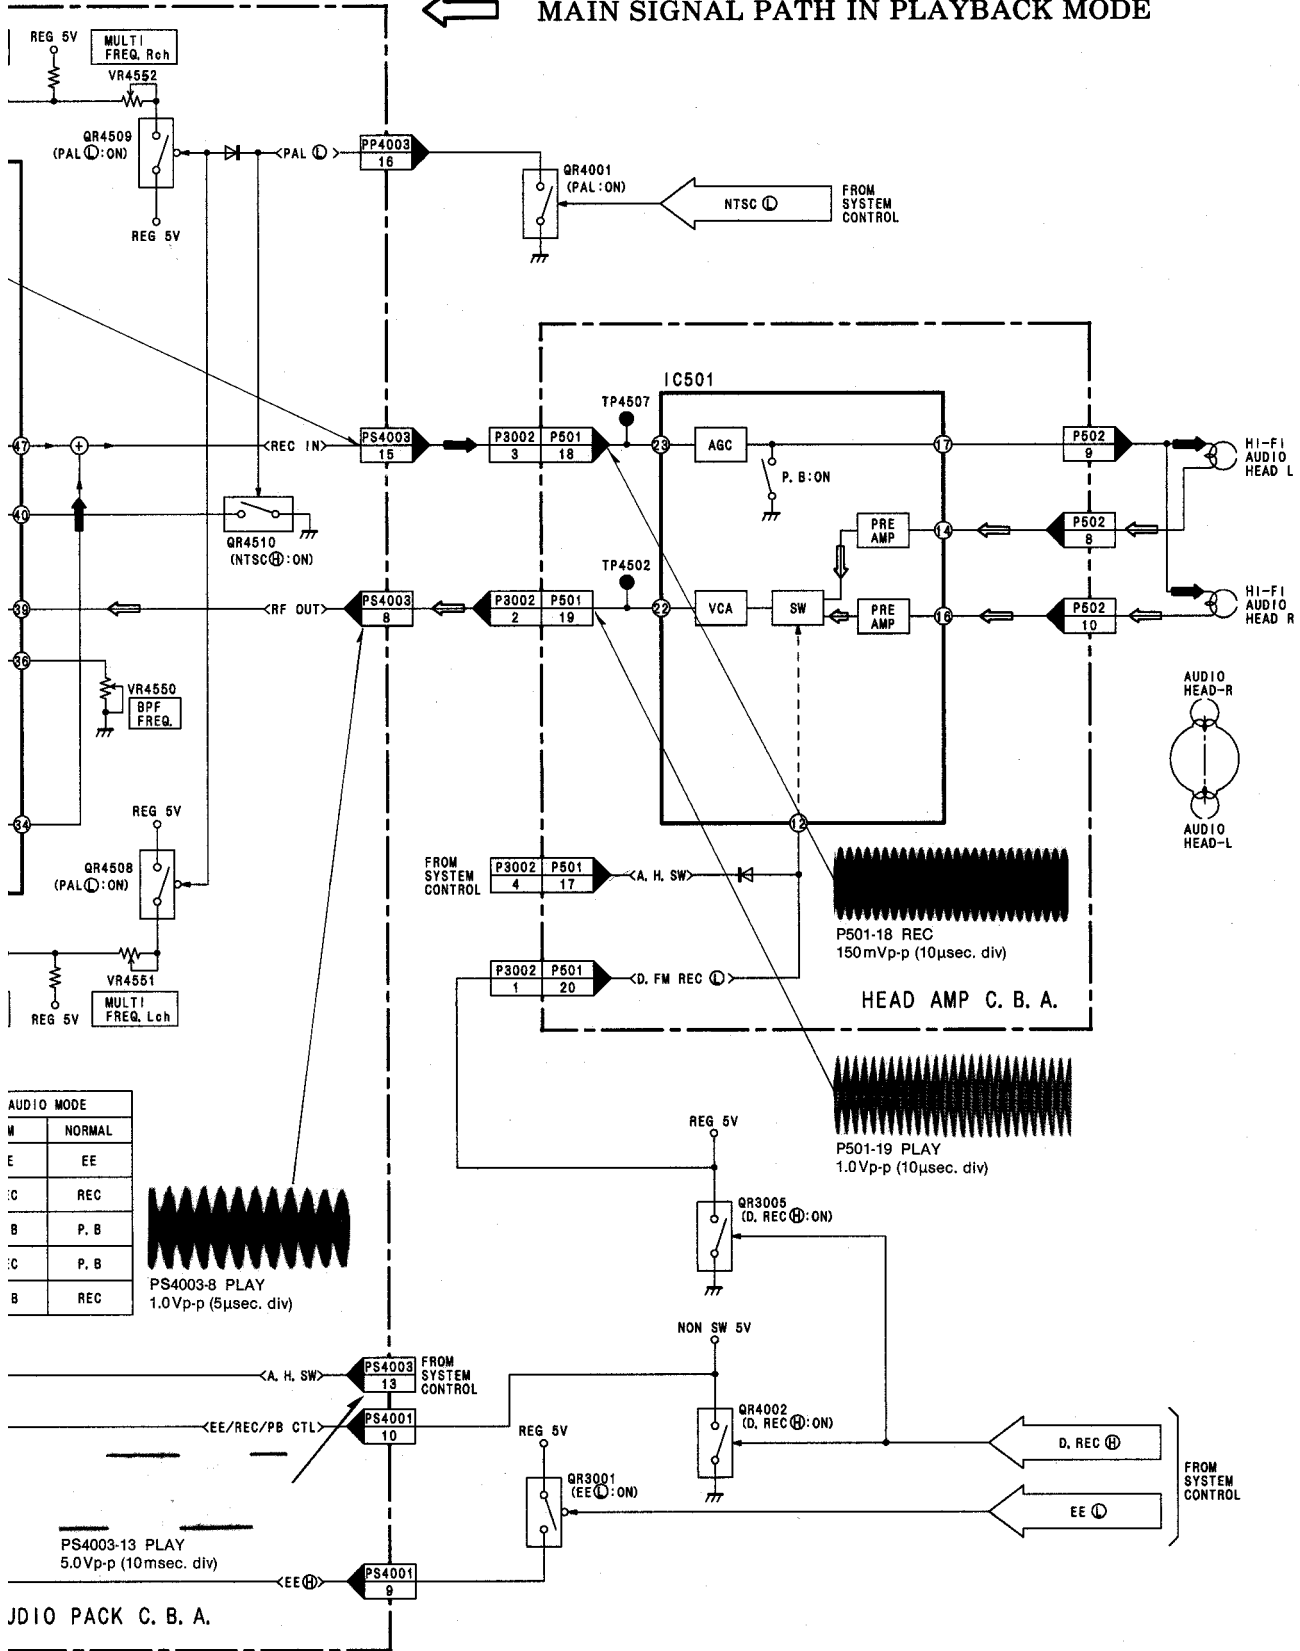 MAIN SIGNAL PATH IN PLAYBACK MODE
REG 5V
MULTI
FREQ. Rch
VR4552
QR4509
(PALⓁ:ON)
<PAL Ⓛ>
PP4003
16
REG 5V
QR4001
(PAL:ON)
NTSC Ⓛ
FROM
SYSTEM
CONTROL
IC501
TP4507
47
+
<REC IN>
PS4003
15
P3002
3
P501
18
23
AGC
17
P502
9
HI-FI
AUDIO
HEAD L
P. B:ON
40
QR4510
(NTSCⒽ:ON)
PRE
AMP
14
P502
8
TP4502
39
<RF OUT>
PS4003
8
P3002
2
P501
19
22
VCA
SW
PRE
AMP
16
P502
10
HI-FI
AUDIO
HEAD R
36
VR4550
BPF
FREQ.
AUDIO
HEAD-R
AUDIO
HEAD-L
34
12
REG 5V
QR4508
(PALⓁ:ON)
FROM
SYSTEM
CONTROL
P3002
4
P501
17
<A. H. SW>
P501-18 REC
150mVp-p (10µsec. div)
VR4551
MULTI
FREQ. Lch
REG 5V
P3002
1
P501
20
<D. FM REC Ⓛ>
HEAD AMP C. B. A.
AUDIO MODE
NORMAL
EE
REC
P. B
P. B
REC
PS4003-8 PLAY
1.0Vp-p (5µsec. div)
P501-19 PLAY
1.0Vp-p (10µsec. div)
REG 5V
QR3005
(D. RECⒽ:ON)
NON SW 5V
<A. H. SW>
PS4003
13
FROM
SYSTEM
CONTROL
<EE/REC/PB CTL>
PS4001
10
QR4002
(D. RECⒽ:ON)
D. REC Ⓗ
REG 5V
QR3001
(EEⓁ:ON)
EE Ⓛ
FROM
SYSTEM
CONTROL
PS4003-13 PLAY
5.0Vp-p (10msec. div)
<EEⒽ>
PS4001
9
UDIO PACK C. B. A.